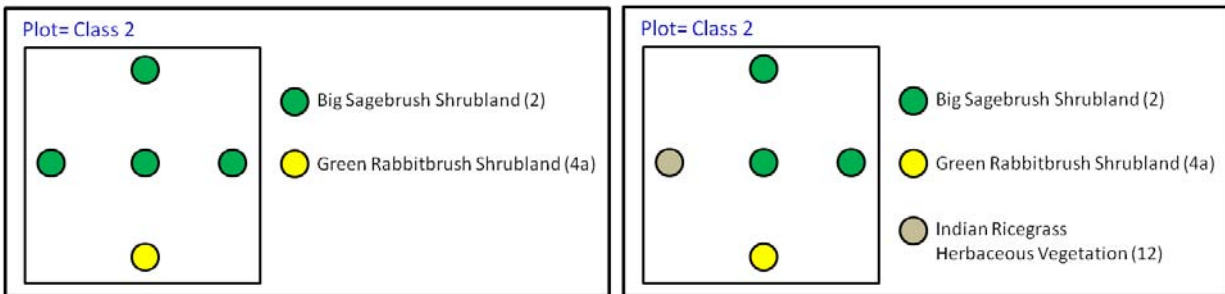 Plot= Class 2
Big Sagebrush Shrubland (2)
Green Rabbitbrush Shrubland (4a)
Plot= Class 2
Big Sagebrush Shrubland (2)
Green Rabbitbrush Shrubland (4a)
Indian Ricegrass
Herbaceous Vegetation (12)